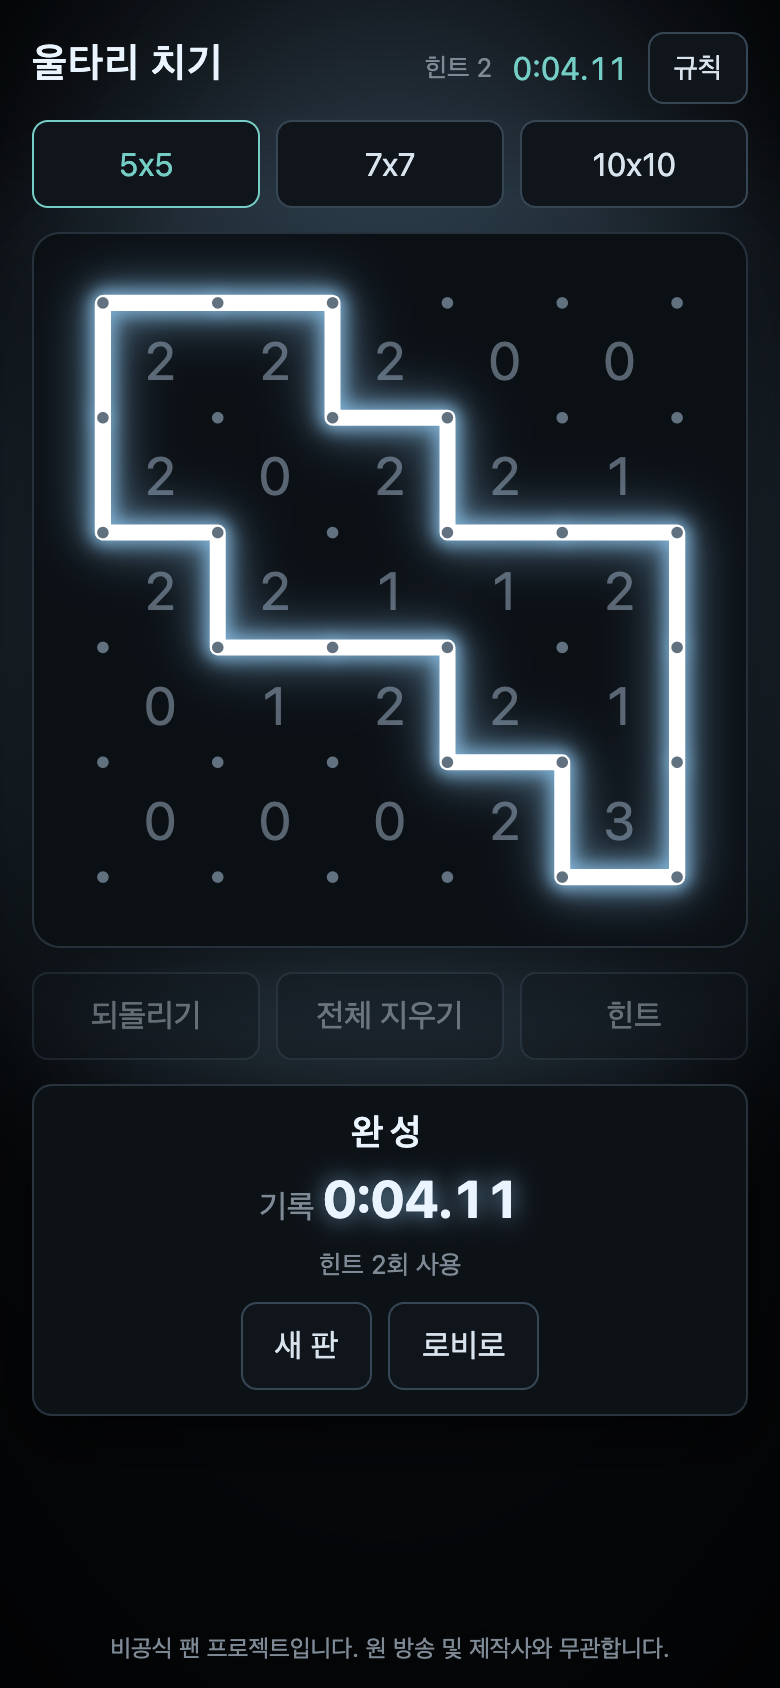 울타리 치기 힌트 2 0:04.11 규칙
5x5 7x7 10x10
2 2 2 0 0
2 0 2 2 1
2 2 1 1 2
0 1 2 2 1
0 0 0 2 3
되돌리기 전체 지우기 힌트
완성
기록 0:04.11
힌트 2회 사용
새 판 로비로
비공식 팬 프로젝트입니다. 원 방송 및 제작사와 무관합니다.